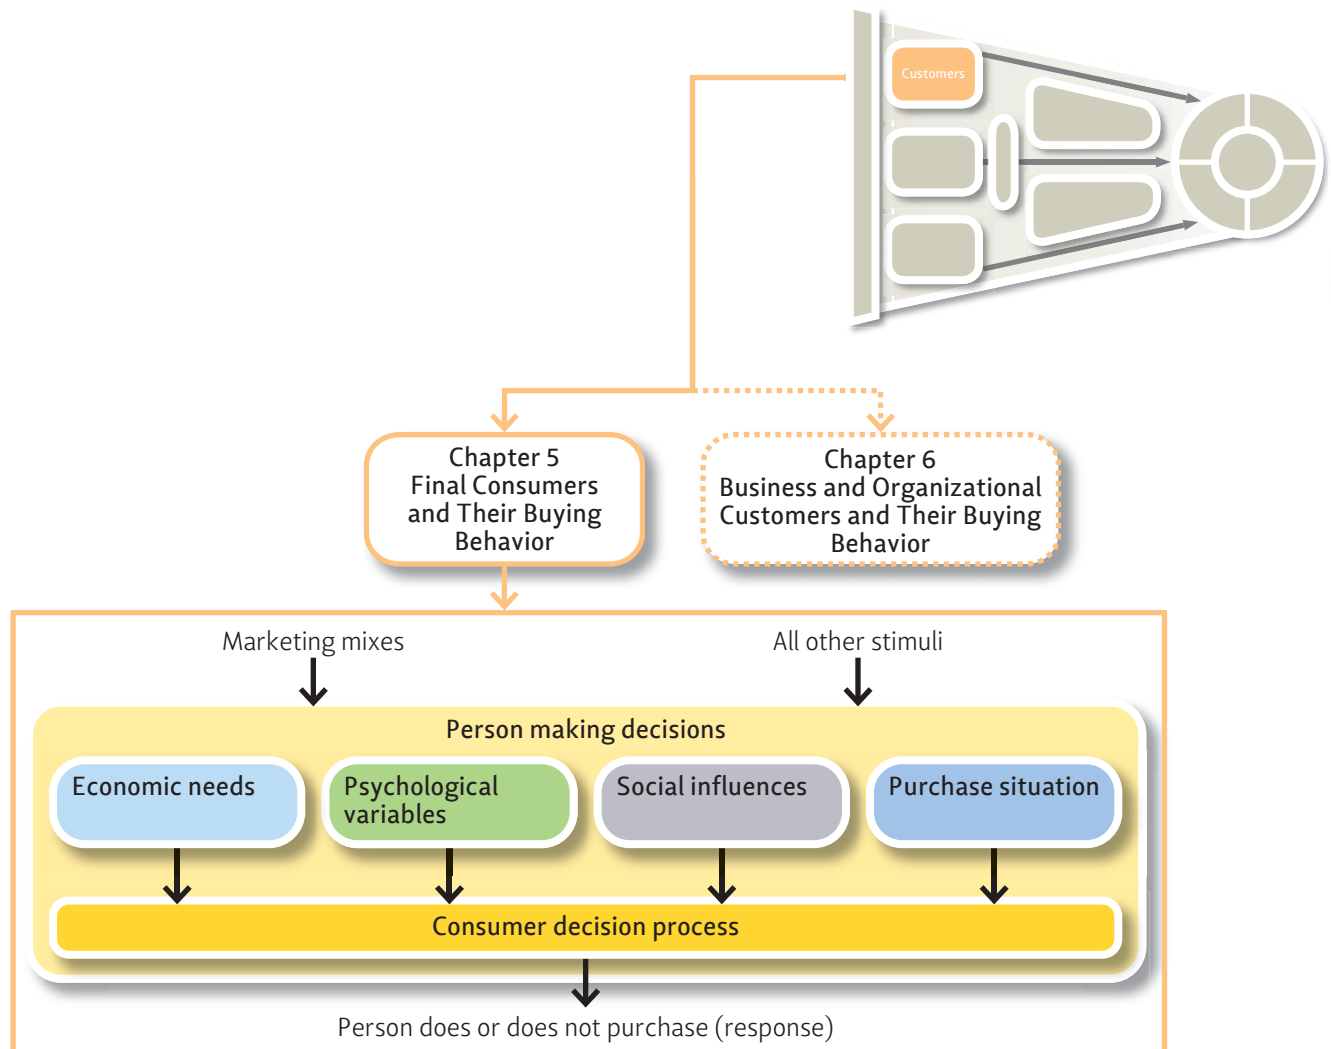 Customers
Chapter 5
Final Consumers
and Their Buying
Behavior
Chapter 6
Business and Organizational
Customers and Their Buying
Behavior
Marketing mixes
All other stimuli
Person making decisions
Economic needs
Psychological
variables
Social influences
Purchase situation
Consumer decision process
Person does or does not purchase (response)